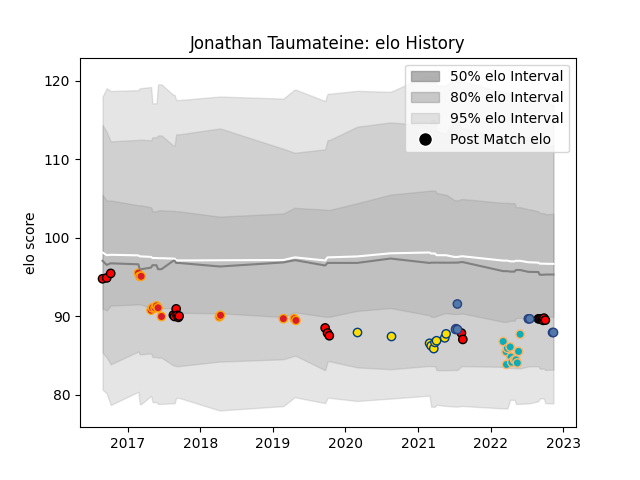 Jonathan Taumateine: elo History
120
110
100
90
80
elo score
50% elo Interval
80% elo Interval
95% elo Interval
Post Match elo
2017 2018 2019 2020 2021 2022 2023